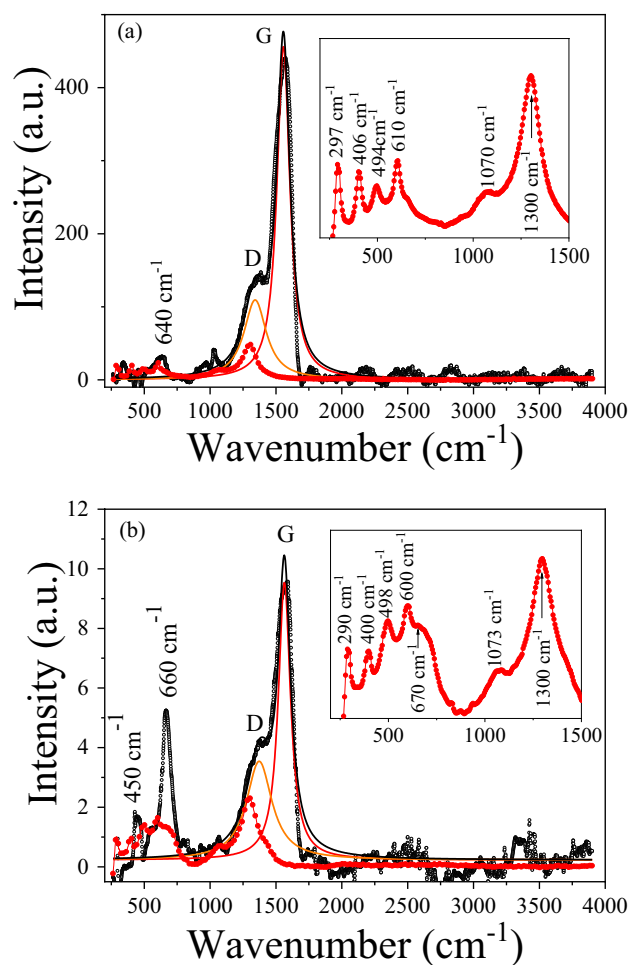 (a)
G
D
640 cm-1
Intensity (a.u.)
400
200
0
500 1000 1500 2000 2500 3000 3500 4000
Wavenumber (cm-1)
297 cm-1
406 cm-1
494cm-1
610 cm-1
1070 cm-1
1300 cm-1
500 1000 1500
(b)
G
D
450 cm-1
660 cm-1
Intensity (a.u.)
12
10
8
6
4
2
0
500 1000 1500 2000 2500 3000 3500 4000
Wavenumber (cm-1)
290 cm-1
400 cm-1
498 cm-1
600 cm-1
670 cm-1
1073 cm-1
1300 cm-1
500 1000 1500